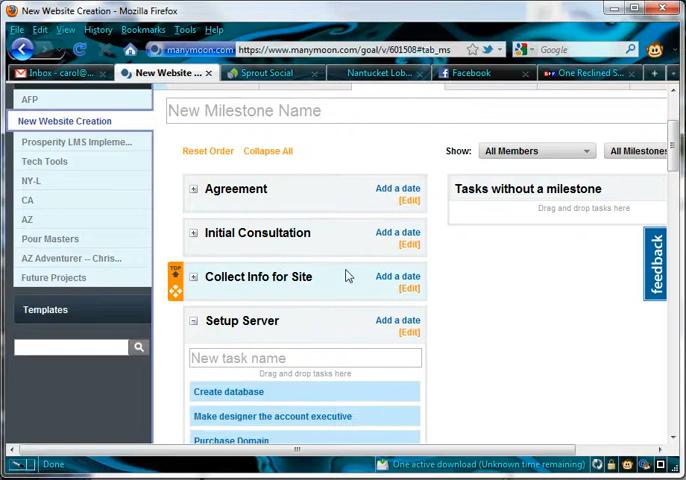 New Website Creation - Mozilla Firefox
File Edit View History Bookmarks Tools Help
manymoon.com https://www.manymoon.com/goal/v/601508#tab_ms Google
Inbox - carol@... New Website ... Sprout Social Nantucket Lob... Facebook One Reclined S...
AFP
New Website Creation
Prosperity LMS Impleme...
Tech Tools
NY-L
CA
AZ
Pour Masters
AZ Adventurer -- Chris...
Future Projects
Templates
New Milestone Name
Reset Order Collapse All
Show: All Members All Milestones
Agreement Add a date
[Edit]
Initial Consultation Add a date
[Edit]
TOP
Collect Info for Site Add a date
[Edit]
Setup Server Add a date
[Edit]
New task name
Drag and drop tasks here
Create database
Make designer the account executive
Purchase Domain
Tasks without a milestone
Drag and drop tasks here
feedback
Done One active download (Unknown time remaining)